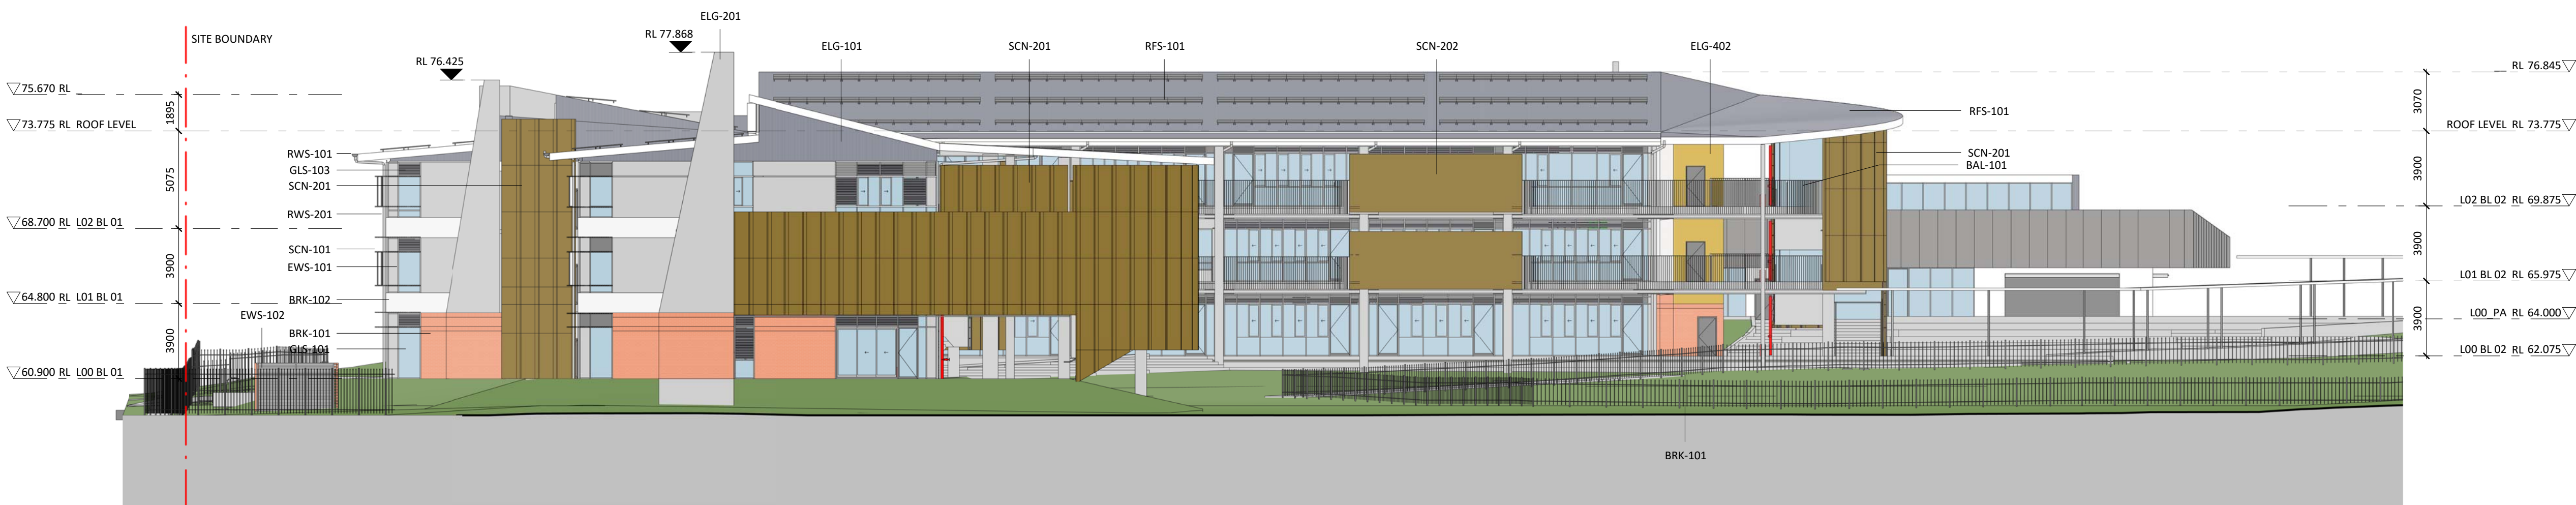 ELG-201
SITE BOUNDARY
RL 77.868
ELG-101
SCN-201
RFS-101
SCN-202
ELG-402
RL 76.425
RL 76.845
75.670 RL
1895
3070
RFS-101
73.775 RL ROOF LEVEL
ROOF LEVEL RL 73.775
RWS-101
SCN-201
GLS-103
BAL-101
SCN-201
5075
3900
RWS-201
L02 BL 02 RL 69.875
68.700 RL L02 BL 01
SCN-101
EWS-101
3900
3900
L01 BL 02 RL 65.975
64.800 RL L01 BL 01
BRK-102
EWS-102
L00_PA RL 64.000
BRK-101
3900
3900
GLS-101
L00 BL 02 RL 62.075
60.900 RL L00 BL 01
BRK-101